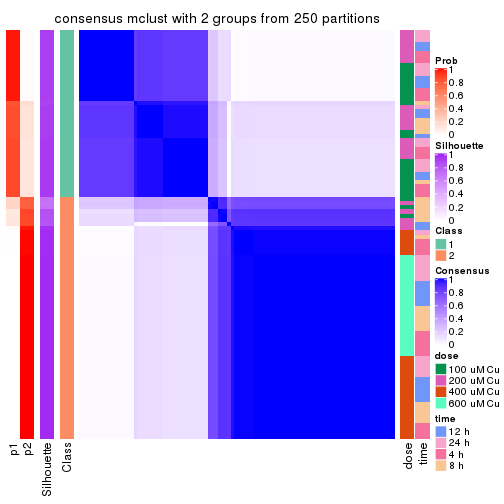 consensus mclust with 2 groups from 250 partitions
Prob
1
0.8
0.6
0.4
0.2
0
Silhouette
1
0.8
0.6
0.4
0.2
0
Class
1
2
Consensus
1
0.8
0.6
0.4
0.2
0
dose
100 uM Cu
200 uM Cu
400 uM Cu
600 uM Cu
time
12 h
24 h
4 h
8 h
p1
p2
Silhouette
Class
dose
time